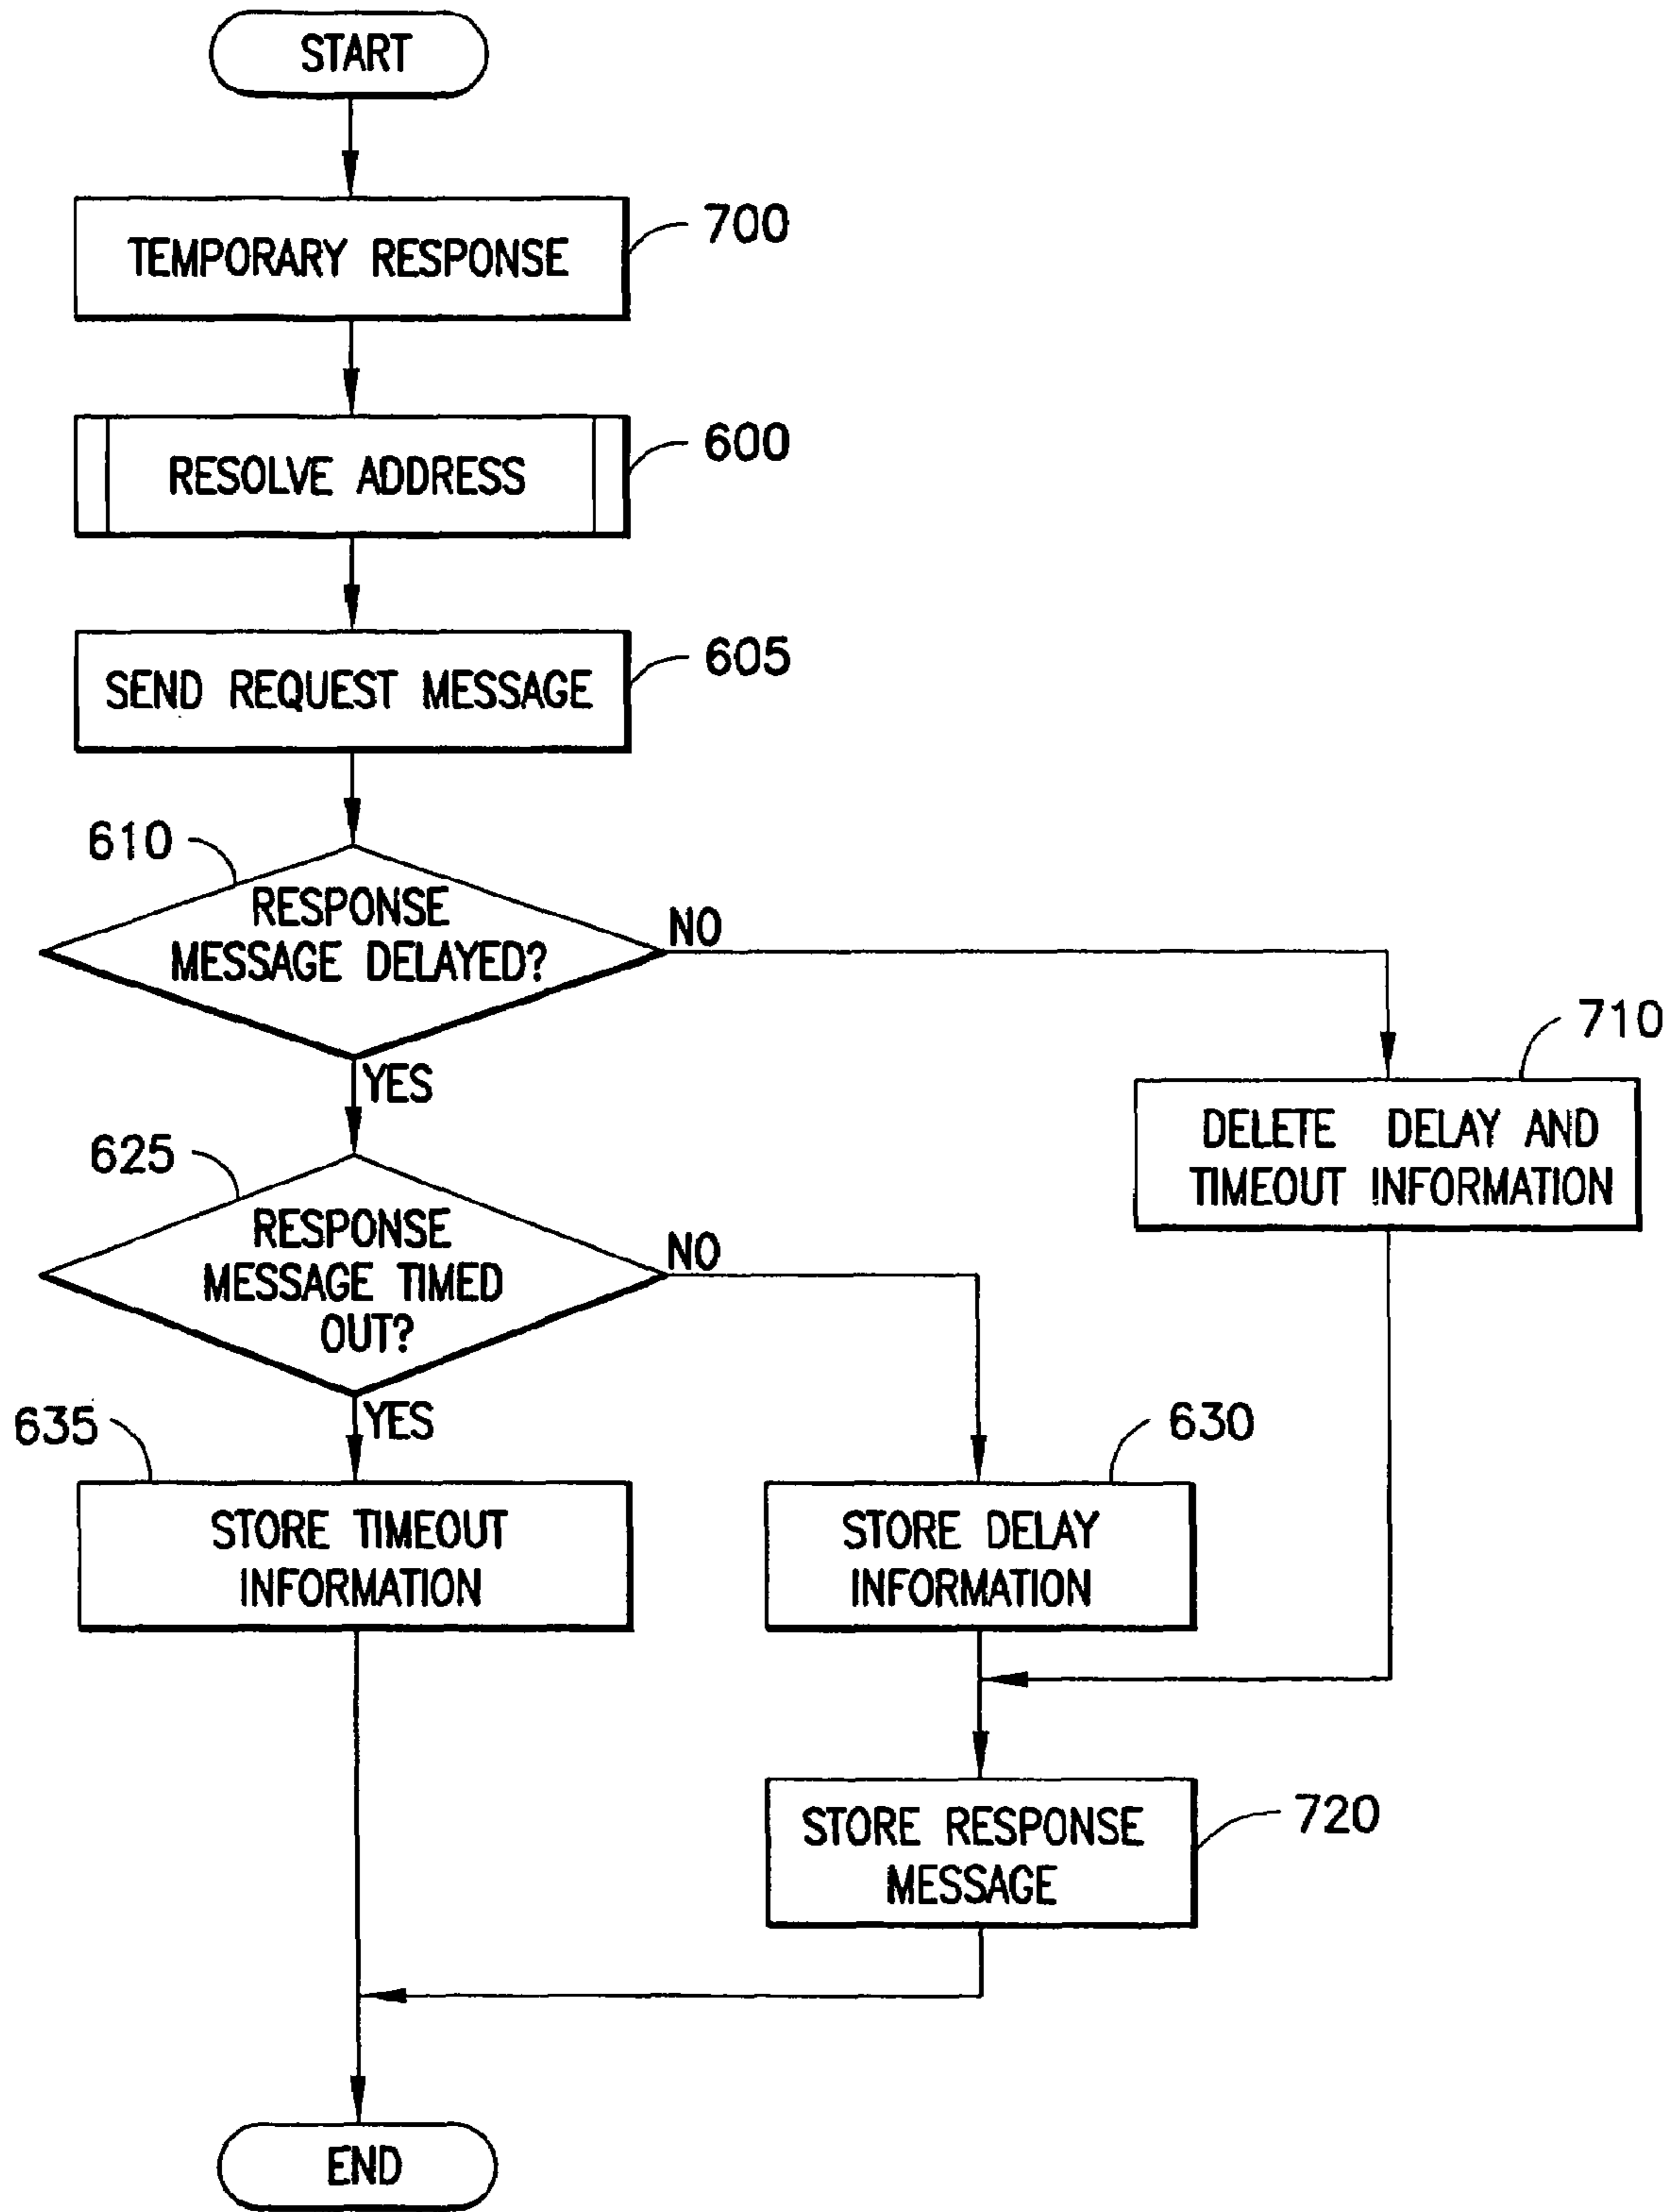 START
TEMPORARY RESPONSE
700
RESOLVE ADDRESS
600
SEND REQUEST MESSAGE
605
610
RESPONSE
MESSAGE DELAYED?
NO
YES
710
DELETE DELAY AND
TIMEOUT INFORMATION
625
RESPONSE
MESSAGE TIMED
OUT?
NO
YES
635
STORE TIMEOUT
INFORMATION
630
STORE DELAY
INFORMATION
STORE RESPONSE
MESSAGE
720
END